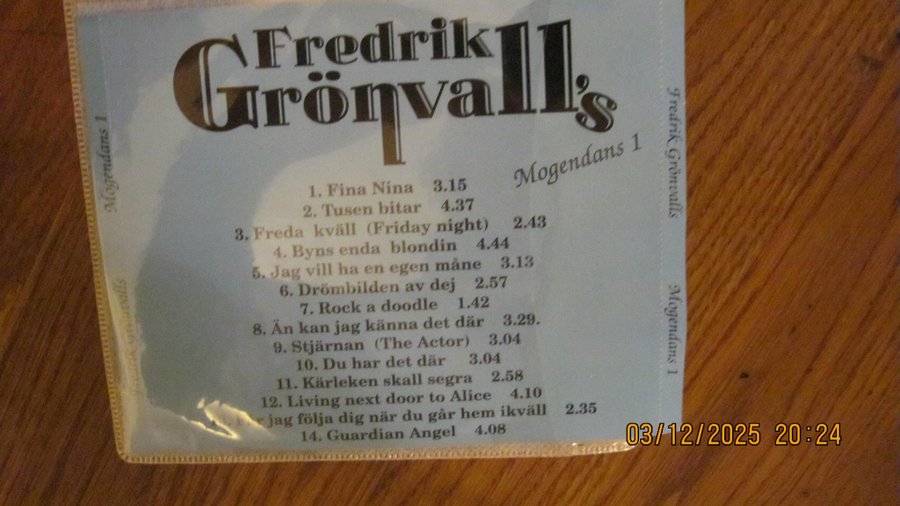 Fredrik
Grönvall's
Mogendans 1
1. Fina Nina 3.15
2. Tusen bitar 4.37
3. Freda kväll (Friday night) 2.43
4. Byns enda blondin 4.44
5. Jag vill ha en egen måne 3.13
6. Drömbilden av dej 2.57
7. Rock a doodle 1.42
8. Än kan jag känna det där 3.29.
9. Stjärnan (The Actor) 3.04
10. Du har det där 3.04
11. Kärleken skall segra 2.58
12. Living next door to Alice 4.10
jag följa dig när du går hem ikväll 2.35
14. Guardian Angel 4.08
Mogendans 1
Fredrik Grönvalls
Mogendans 1
03/12/2025 20:24